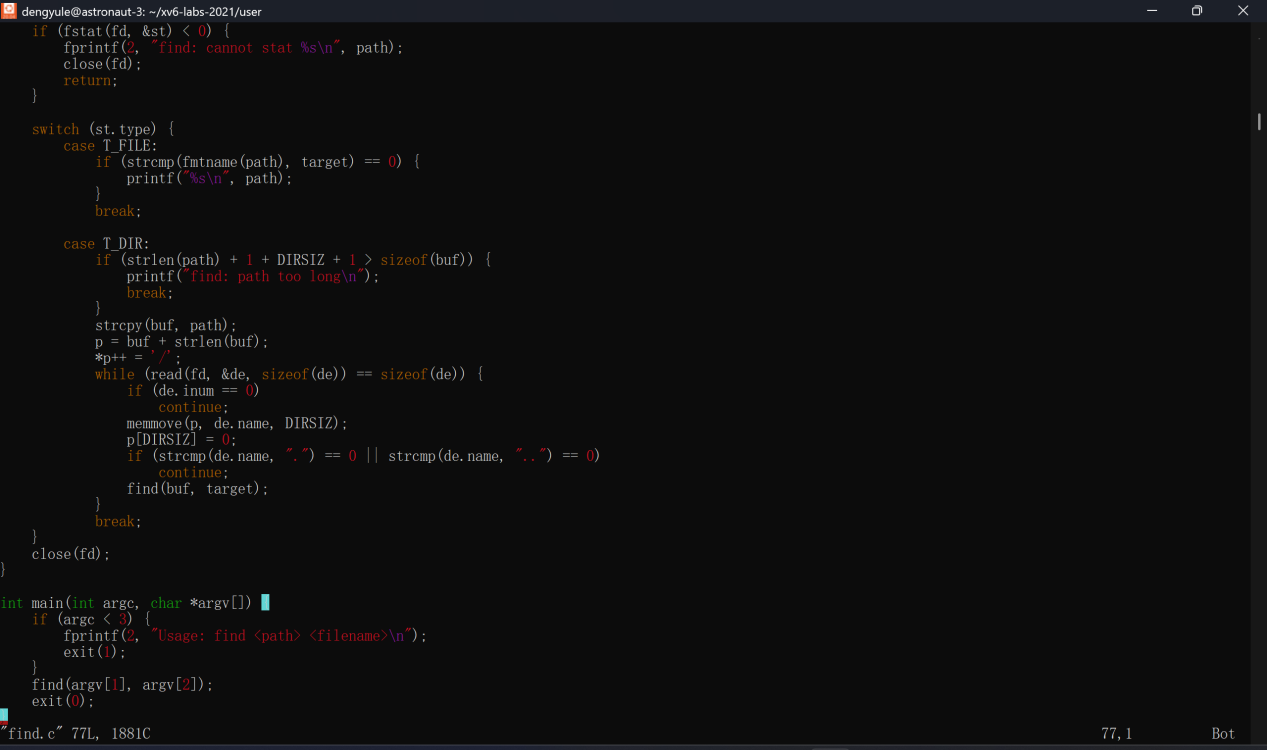 dengyule@astronaut-3: ~/xv6-labs-2021/user
    if (fstat(fd, &st) < 0) {
        fprintf(2, "find: cannot stat %s\n", path);
        close(fd);
        return;
    }

    switch (st.type) {
        case T_FILE:
            if (strcmp(fmtname(path), target) == 0) {
                printf("%s\n", path);
            }
            break;

        case T_DIR:
            if (strlen(path) + 1 + DIRSIZ + 1 > sizeof(buf)) {
                printf("find: path too long\n");
                break;
            }
            strcpy(buf, path);
            p = buf + strlen(buf);
            *p++ = '/';
            while (read(fd, &de, sizeof(de)) == sizeof(de)) {
                if (de.inum == 0)
                    continue;
                memmove(p, de.name, DIRSIZ);
                p[DIRSIZ] = 0;
                if (strcmp(de.name, ".") == 0 || strcmp(de.name, "..") == 0)
                    continue;
                find(buf, target);
            }
            break;
    }
    close(fd);
}

int main(int argc, char *argv[]) {
    if (argc < 3) {
        fprintf(2, "Usage: find <path> <filename>\n");
        exit(1);
    }
    find(argv[1], argv[2]);
    exit(0);
}
"find.c" 77L, 1881C 77,1 Bot